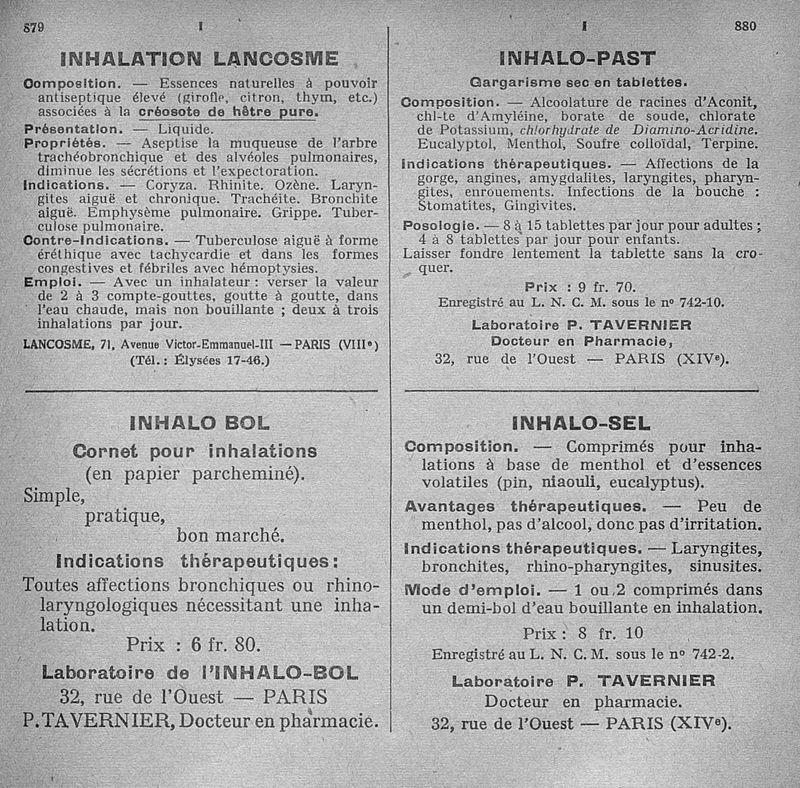 879
I
INHALATION LANCOSME
Composition. — Essences naturelles à pouvoir
antiseptique élevé (girofle, citron, thym, etc.)
associées à la créosote de hêtre pure.
Présentation. — Liquide.
Propriétés. — Aseptise la muqueuse de l'arbre
trachéobronchique et des alvéoles pulmonaires,
diminue les sécrétions et l'expectoration.
Indications. — Coryza. Rhinite. Ozène. Laryn-
gites aiguë et chronique. Trachéite. Bronchite
aiguë. Emphysème pulmonaire. Grippe. Tuber-
culose pulmonaire.
Contre-Indications. — Tuberculose aiguë à forme
éréthique avec tachycardie et dans les formes
congestives et fébriles avec hémoptysies.
Emploi. — Avec un inhalateur : verser la valeur
de 2 à 3 compte-gouttes, goutte à goutte, dans
l'eau chaude, mais non bouillante ; deux à trois
inhalations par jour.
LANCOSME, 71, Avenue Victor-Emmanuel-III — PARIS (VIIIe)
(Tél. : Élysées 17-46.)
INHALO BOL
Cornet pour inhalations
(en papier parcheminé).
Simple,
pratique,
bon marché.
Indications thérapeutiques :
Toutes affections bronchiques ou rhino-
laryngologiques nécessitant une inha-
lation.
Prix : 6 fr. 80.
Laboratoire de l'INHALO-BOL
32, rue de l'Ouest — PARIS
P. TAVERNIER, Docteur en pharmacie.
I
880
INHALO-PAST
Gargarisme sec en tablettes.
Composition. — Alcoolature de racines d'Aconit,
chl-te d'Amyléine, borate de soude, chlorate
de Potassium, chlorhydrate de Diamino-Acridine.
Eucalyptol, Menthol, Soufre colloïdal, Terpine.
Indications thérapeutiques. — Affections de la
gorge, angines, amygdalites, laryngites, pharyn-
gites, enrouements. Infections de la bouche :
Stomatites, Gingivites.
Posologie. — 8 à 15 tablettes par jour pour adultes ;
4 à 8 tablettes par jour pour enfants.
Laisser fondre lentement la tablette sans la cro-
quer.
Prix : 9 fr. 70.
Enregistré au L. N. C. M. sous le no 742-10.
Laboratoire P. TAVERNIER
Docteur en Pharmacie,
32, rue de l'Ouest — PARIS (XIVe).
INHALO-SEL
Composition. — Comprimés pour inha-
lations à base de menthol et d'essences
volatiles (pin, niaouli, eucalyptus).
Avantages thérapeutiques. — Peu de
menthol, pas d'alcool, donc pas d'irritation.
Indications thérapeutiques. — Laryngites,
bronchites, rhino-pharyngites, sinusites.
Mode d'emploi. — 1 ou 2 comprimés dans
un demi-bol d'eau bouillante en inhalation.
Prix : 8 fr. 10
Enregistré au L. N. C. M. sous le no 742-2.
Laboratoire P. TAVERNIER
Docteur en pharmacie.
32, rue de l'Ouest — PARIS (XIVe).